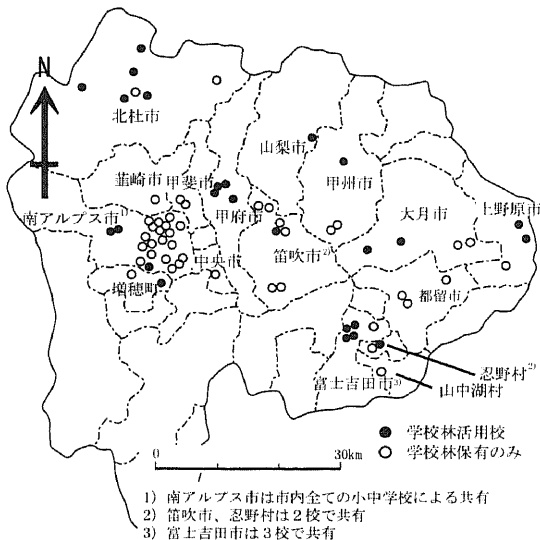 N
北杜市
山梨市
韮崎市
甲斐市
甲州市
南アルプス市1)
甲府市
大月市
上野原市
笛吹市2)
中央市
増穂町
都留市
忍野村2)
富士吉田市3)
山中湖村
● 学校林活用校
○ 学校林保有のみ
0 30km
1) 南アルプス市は市内全ての小中学校による共有
2) 笛吹市、忍野村は2校で共有
3) 富士吉田市は3校で共有